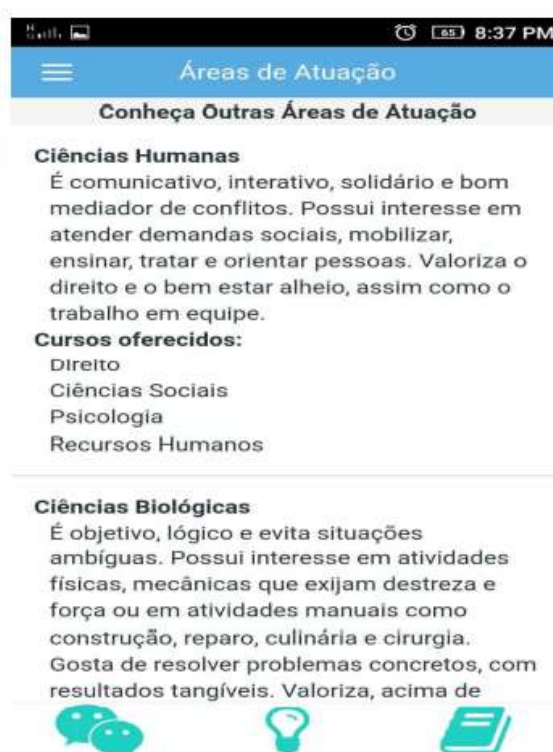 65 8:37 PM
Áreas de Atuação
Conheça Outras Áreas de Atuação
Ciências Humanas
É comunicativo, interativo, solidário e bom
mediador de conflitos. Possui interesse em
atender demandas sociais, mobilizar,
ensinar, tratar e orientar pessoas. Valoriza o
direito e o bem estar alheio, assim como o
trabalho em equipe.
Cursos oferecidos:
Direito
Ciências Sociais
Psicologia
Recursos Humanos
Ciências Biológicas
É objetivo, lógico e evita situações
ambíguas. Possui interesse em atividades
físicas, mecânicas que exijam destreza e
força ou em atividades manuais como
construção, reparo, culinária e cirurgia.
Gosta de resolver problemas concretos, com
resultados tangíveis. Valoriza, acima de